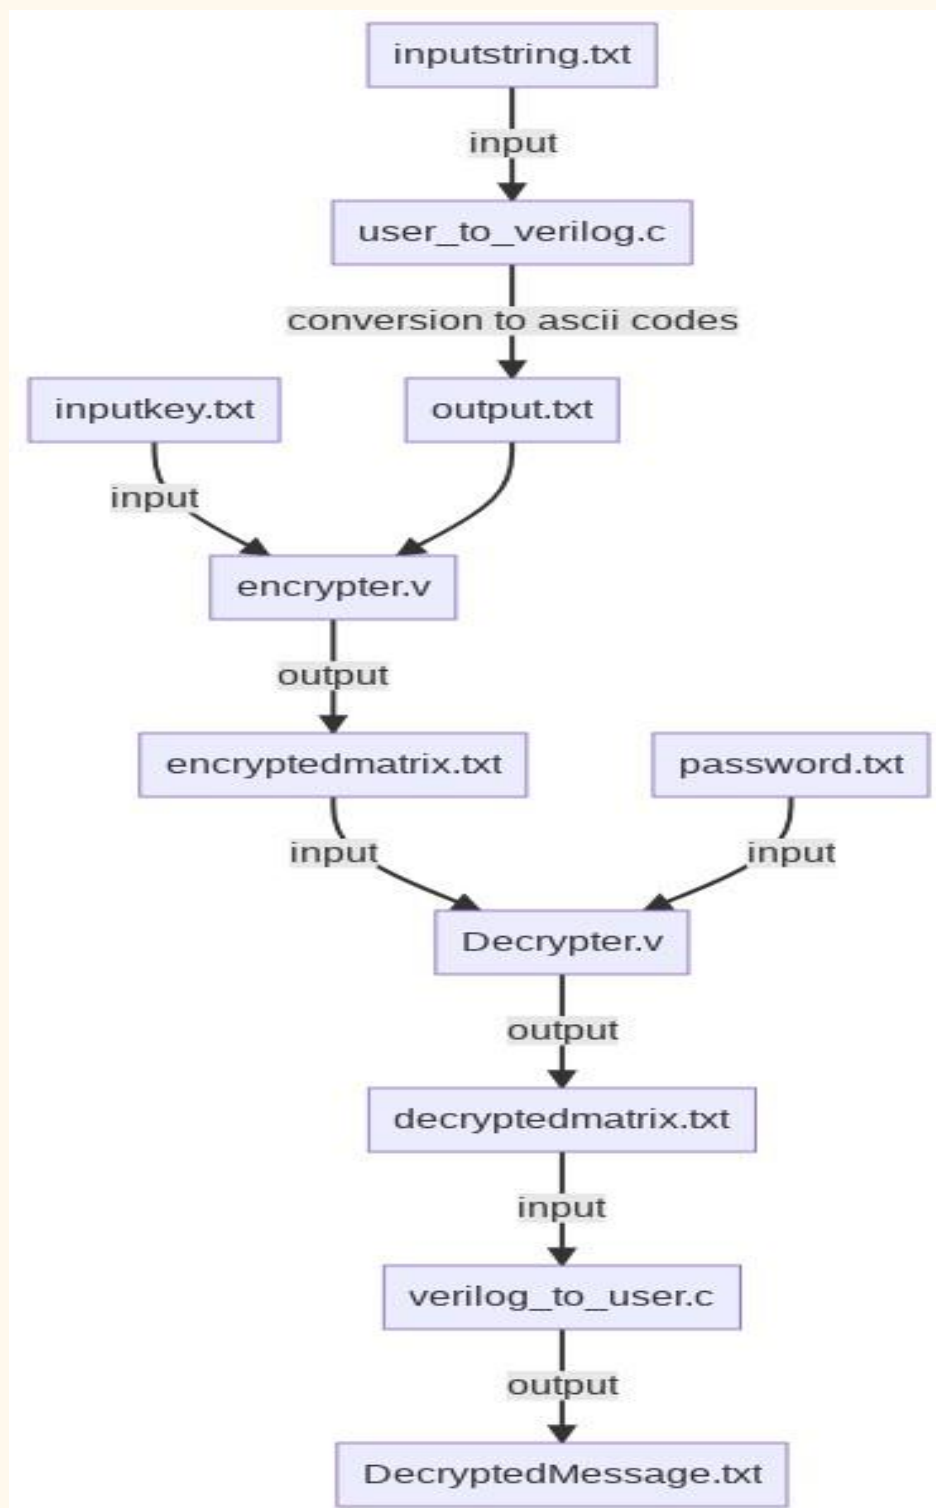 inputstring.txt
input
user_to_verilog.c
conversion to ascii codes
inputkey.txt
output.txt
input
encrypter.v
output
encryptedmatrix.txt
password.txt
input
input
Decrypter.v
output
decryptedmatrix.txt
input
verilog_to_user.c
output
DecryptedMessage.txt